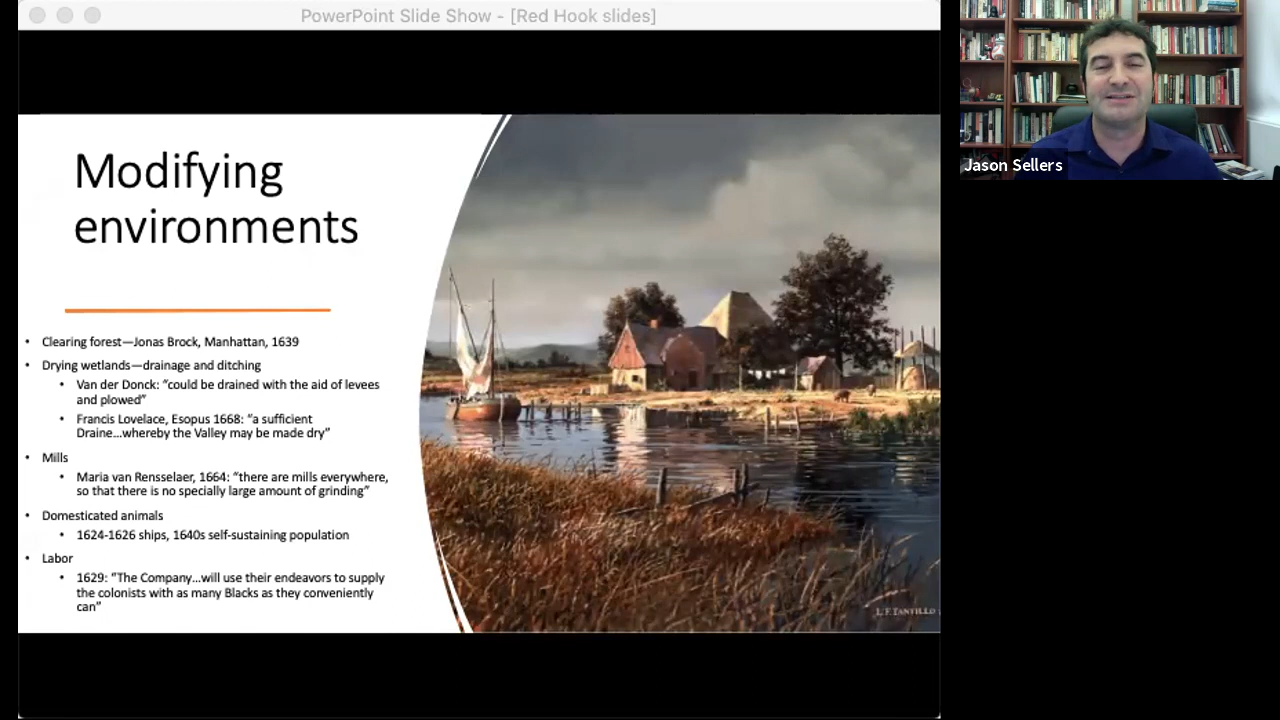 PowerPoint Slide Show - [Red Hook slides]
Modifying
environments
• Clearing forest—Jonas Brock, Manhattan, 1639
• Drying wetlands—drainage and ditching
• Van der Donck: “could be drained with the aid of levees
and plowed”
• Francis Lovelace, Esopus 1668: “a sufficient
Draine…whereby the Valley may be made dry”
• Mills
• Maria van Rensselaer, 1664: “there are mills everywhere,
so that there is no specially large amount of grinding”
• Domesticated animals
• 1624-1626 ships, 1640s self-sustaining population
• Labor
• 1629: “The Company…will use their endeavors to supply
the colonists with as many Blacks as they conveniently
can”
L.F. TANTILLO
Jason Sellers